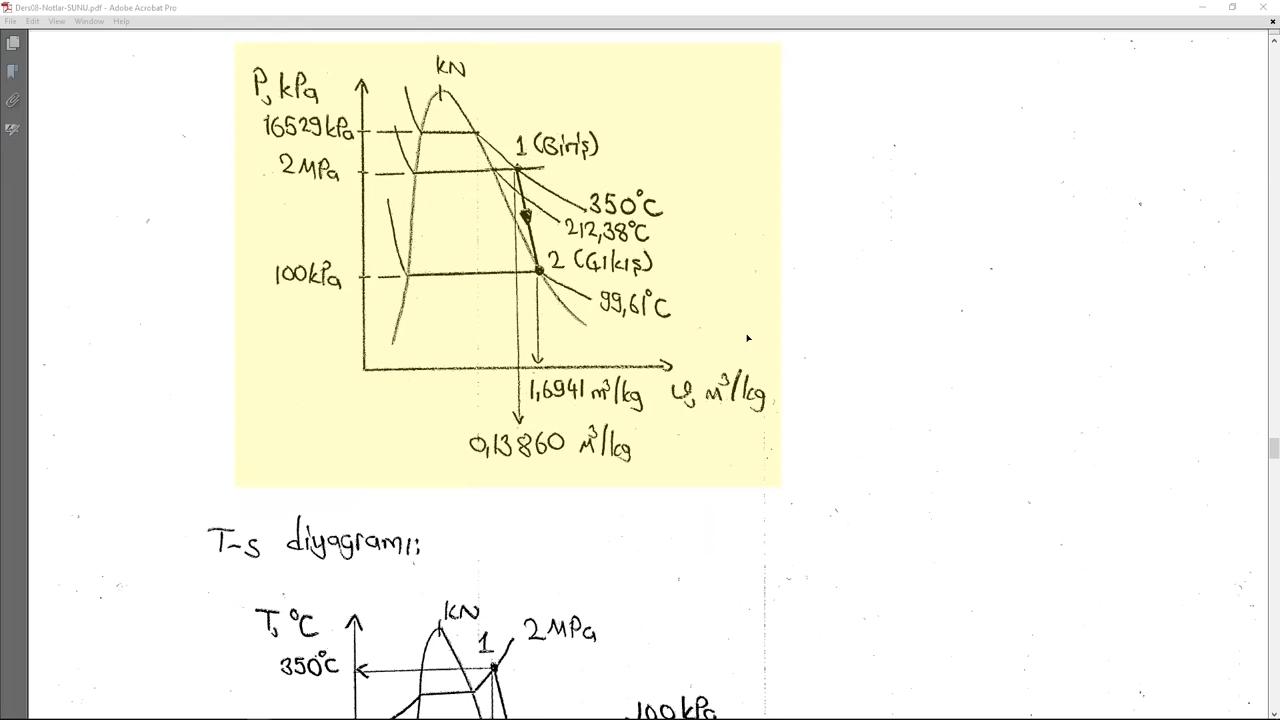 Ders08-Notlar-SUNU.pdf - Adobe Acrobat Pro
File Edit View Window Help
KN
P, kPa
16529 kPa
1 (Giriş)
2 MPa
350°C
212,38°C
2 (Çıkış)
100 kPa
99,61°C
1,6941 m³/kg
υ, m³/kg
0,13860 m³/kg
T-s diyagramı:
KN
T, °C
1
2 MPa
350°C
100 kPa